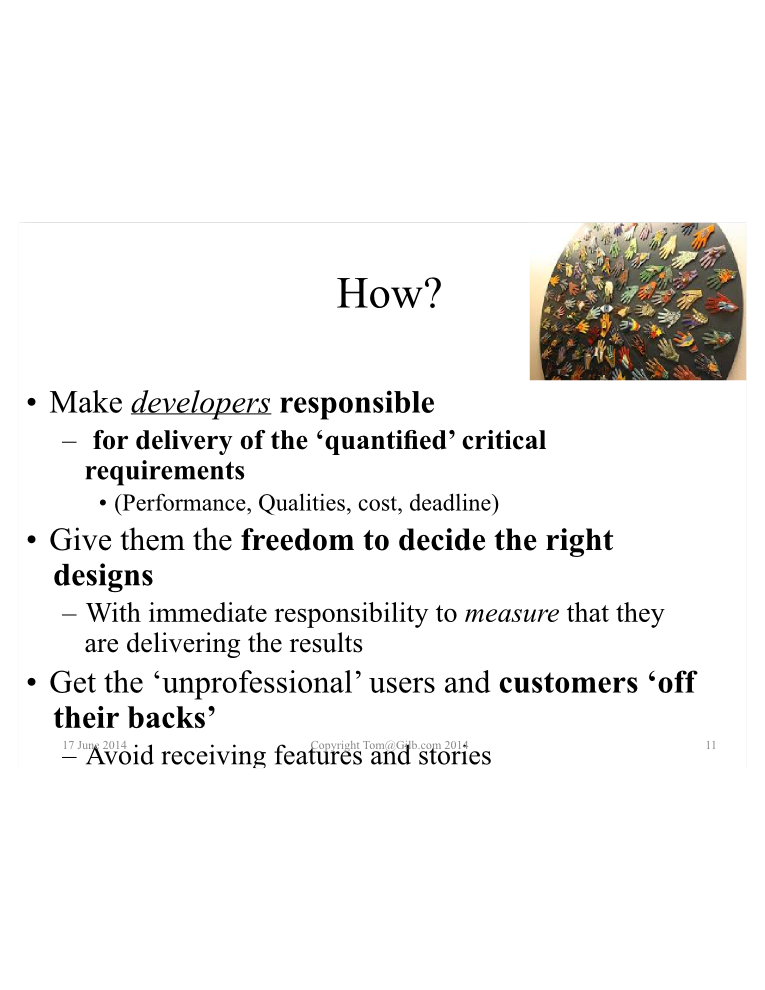 How?
• Make developers responsible
– for delivery of the ‘quantified’ critical
requirements
• (Performance, Qualities, cost, deadline)
• Give them the freedom to decide the right
designs
– With immediate responsibility to measure that they
are delivering the results
• Get the ‘unprofessional’ users and customers ‘off
their backs’
17 June 2014 Copyright Tom@Gilb.com 2014 11
– Avoid receiving features and stories